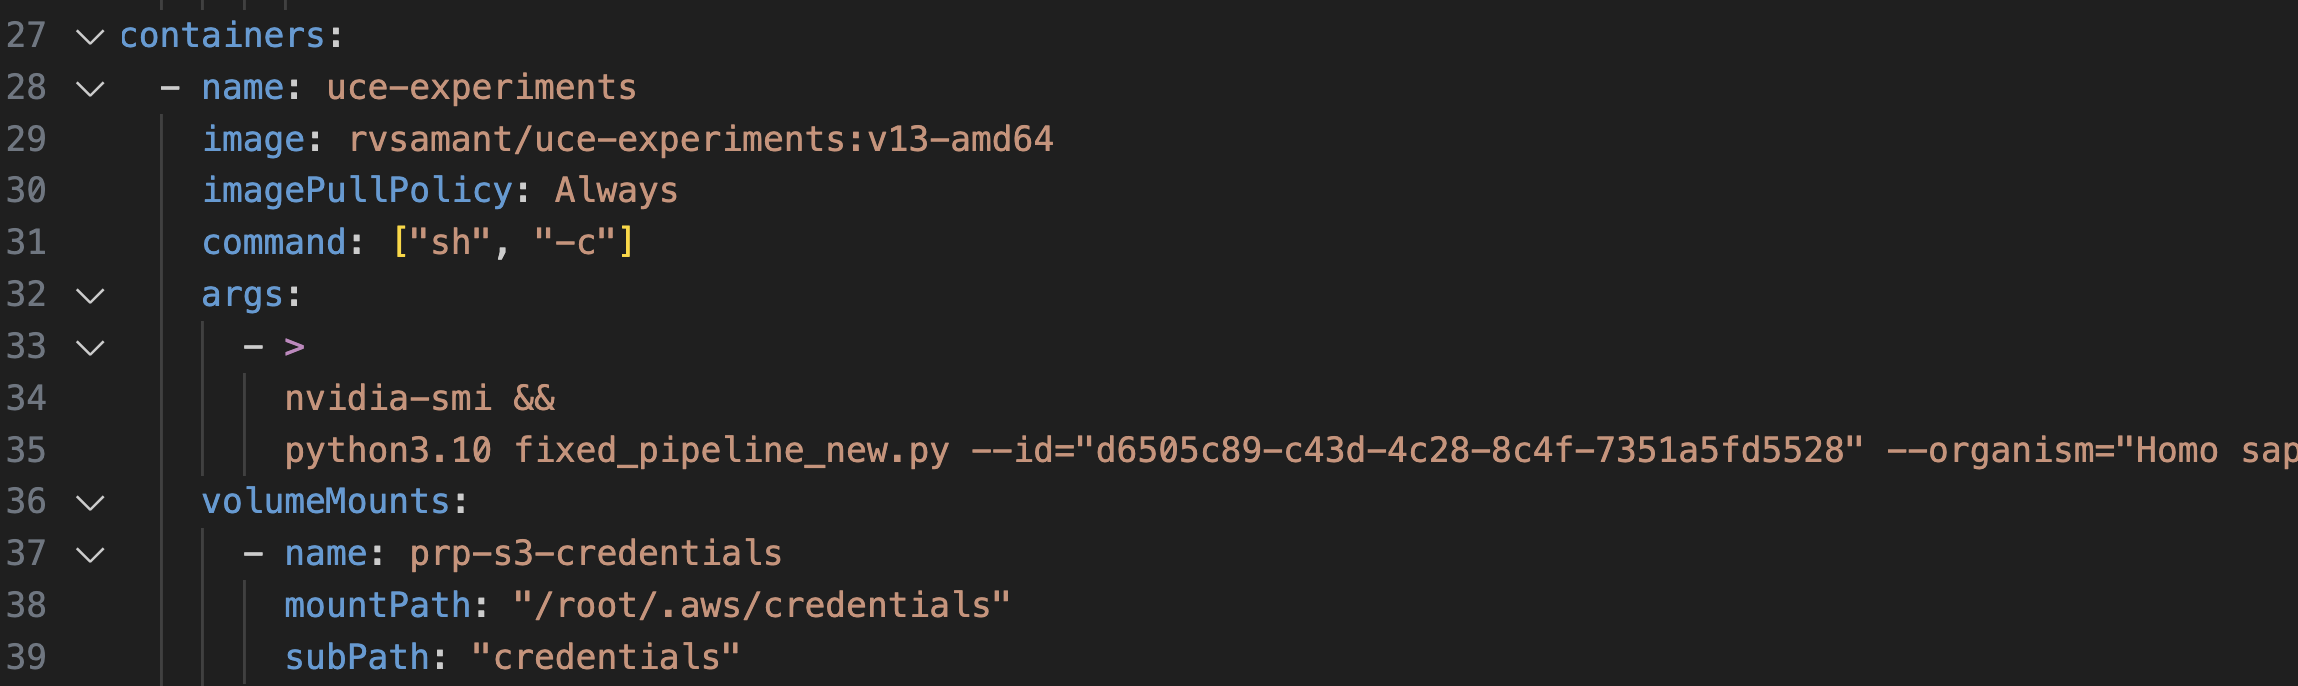 27 containers:
28 - name: uce-experiments
29 image: rvsamant/uce-experiments:v13-amd64
30 imagePullPolicy: Always
31 command: ["sh", "-c"]
32 args:
33 - >
34 nvidia-smi &&
35 python3.10 fixed_pipeline_new.py --id="d6505c89-c43d-4c28-8c4f-7351a5fd5528" --organism="Homo sap
36 volumeMounts:
37 - name: prp-s3-credentials
38 mountPath: "/root/.aws/credentials"
39 subPath: "credentials"